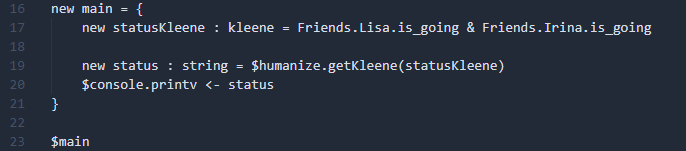 16 new main = {
17 new statusKleene : kleene = Friends.Lisa.is_going & Friends.Irina.is_going
18
19 new status : string = $humanize.getKleene(statusKleene)
20 $console.printv <- status
21 }
22
23 $main